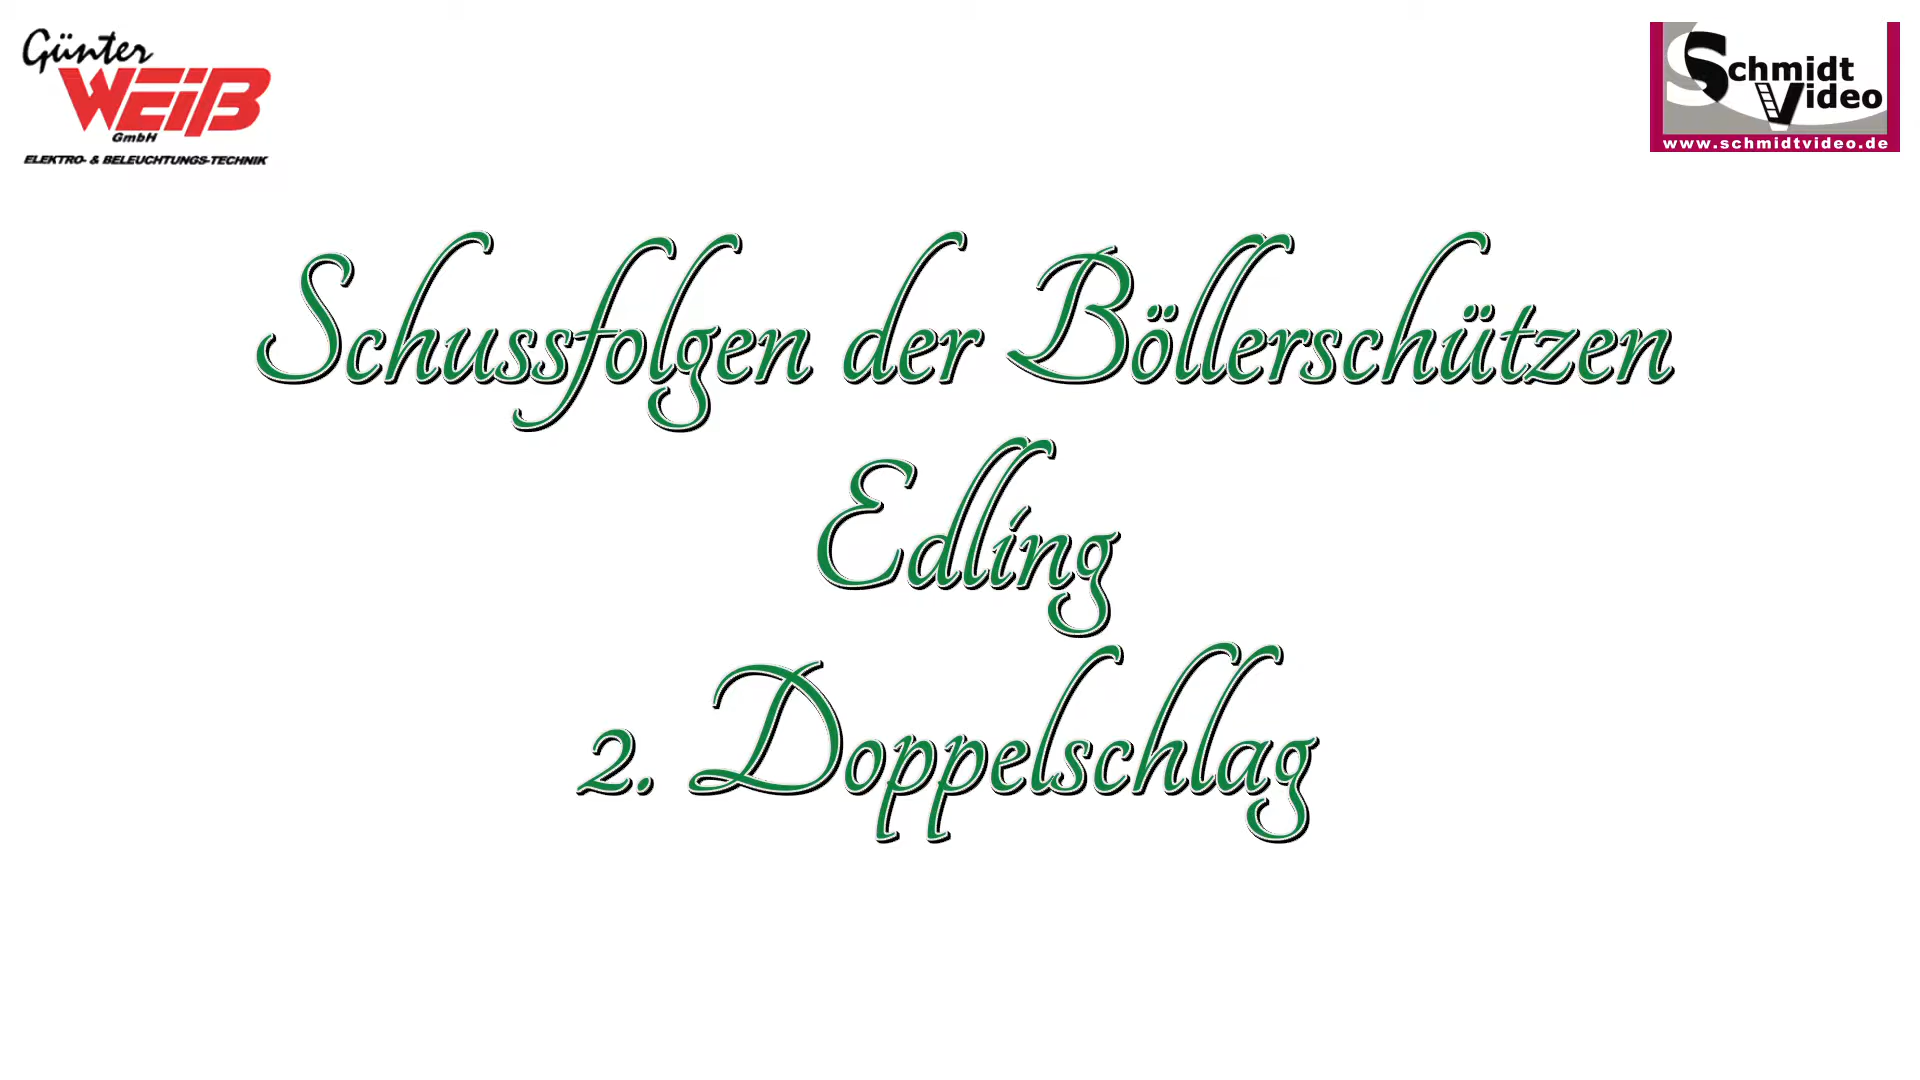 Günter
WEIß
GmbH
ELEKTRO- & BELEUCHTUNGS-TECHNIK
Schmidt
Video
www.schmidtvideo.de
Schussfolgen der Böllerschützen
Edling
2. Doppelschlag